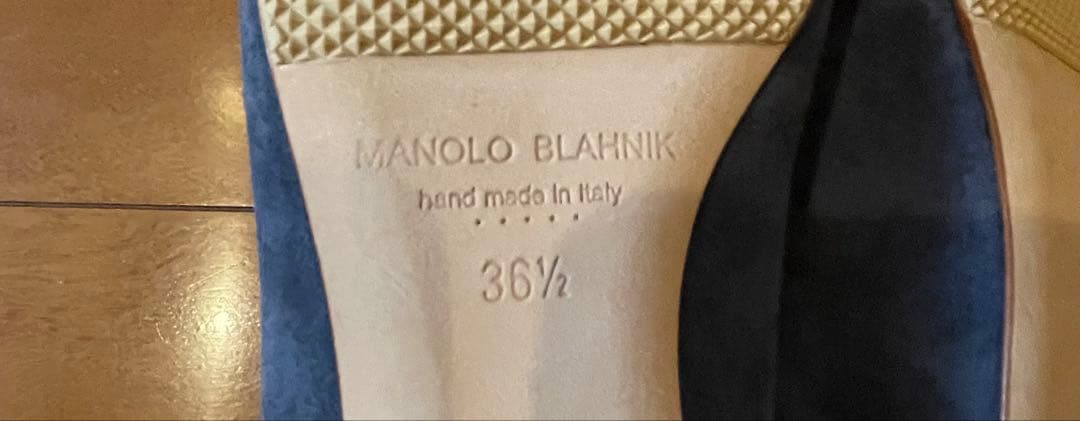 MANOLO BLAHNIK
hand made in Italy
36½